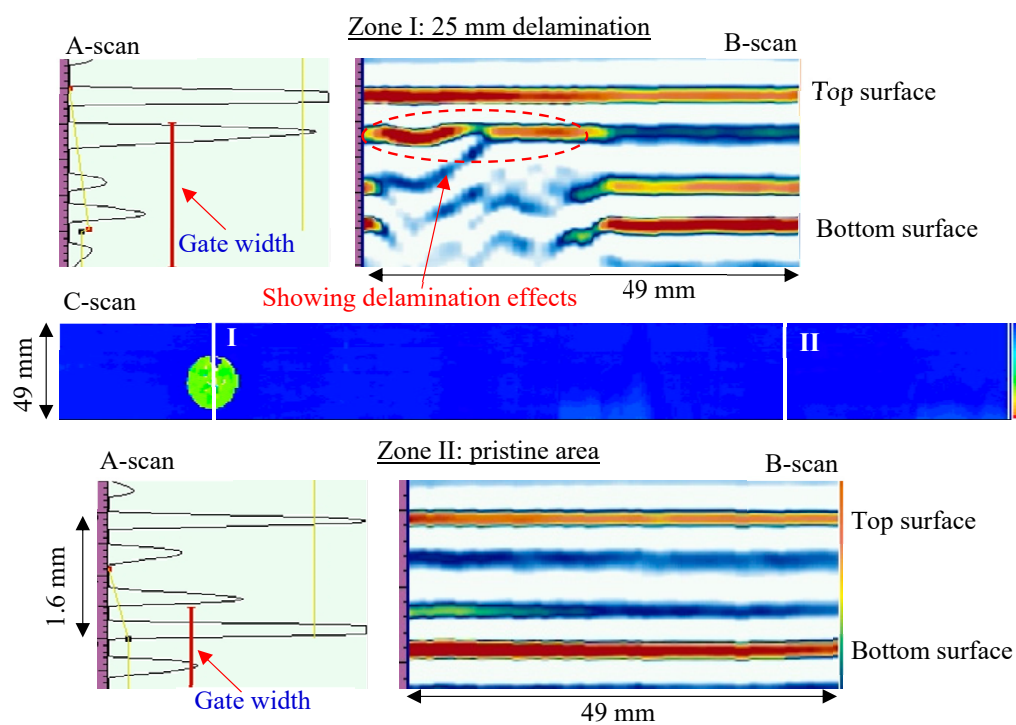 Zone I: 25 mm delamination
A-scan
B-scan
Top surface
Gate width
Bottom surface
Showing delamination effects
49 mm
C-scan
49 mm
I
II
Zone II: pristine area
A-scan
B-scan
Top surface
1.6 mm
Bottom surface
Gate width
49 mm